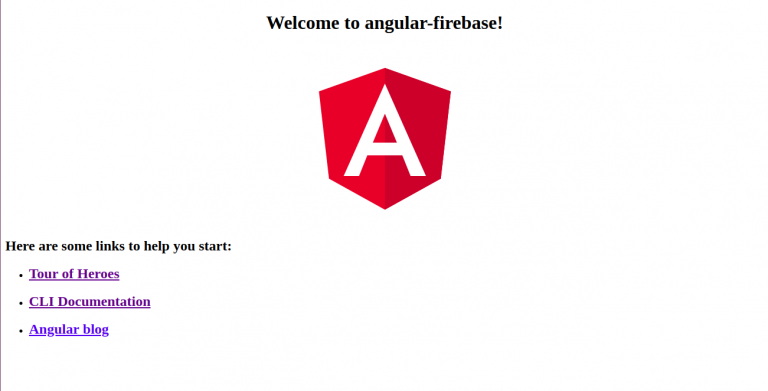 Welcome to angular-firebase!
A
Here are some links to help you start:
Tour of Heroes
CLI Documentation
Angular blog